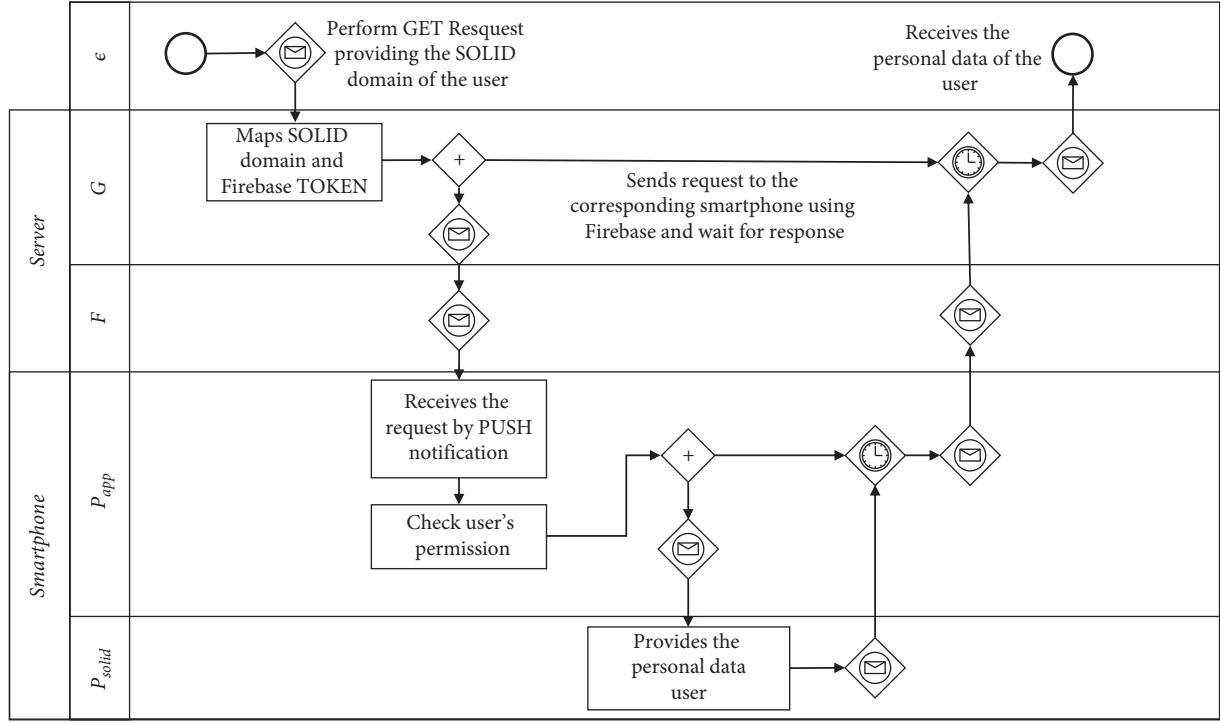 ϵ
Perform GET Resquest
providing the SOLID
domain of the user
Receives the
personal data of the
user
Server
G
Maps SOLID
domain and
Firebase TOKEN
+
Sends request to the
corresponding smartphone using
Firebase and wait for response
F
Smartphone
P_app
Receives the
request by PUSH
notification
+
Check user's
permission
P_solid
Provides the
personal data
user